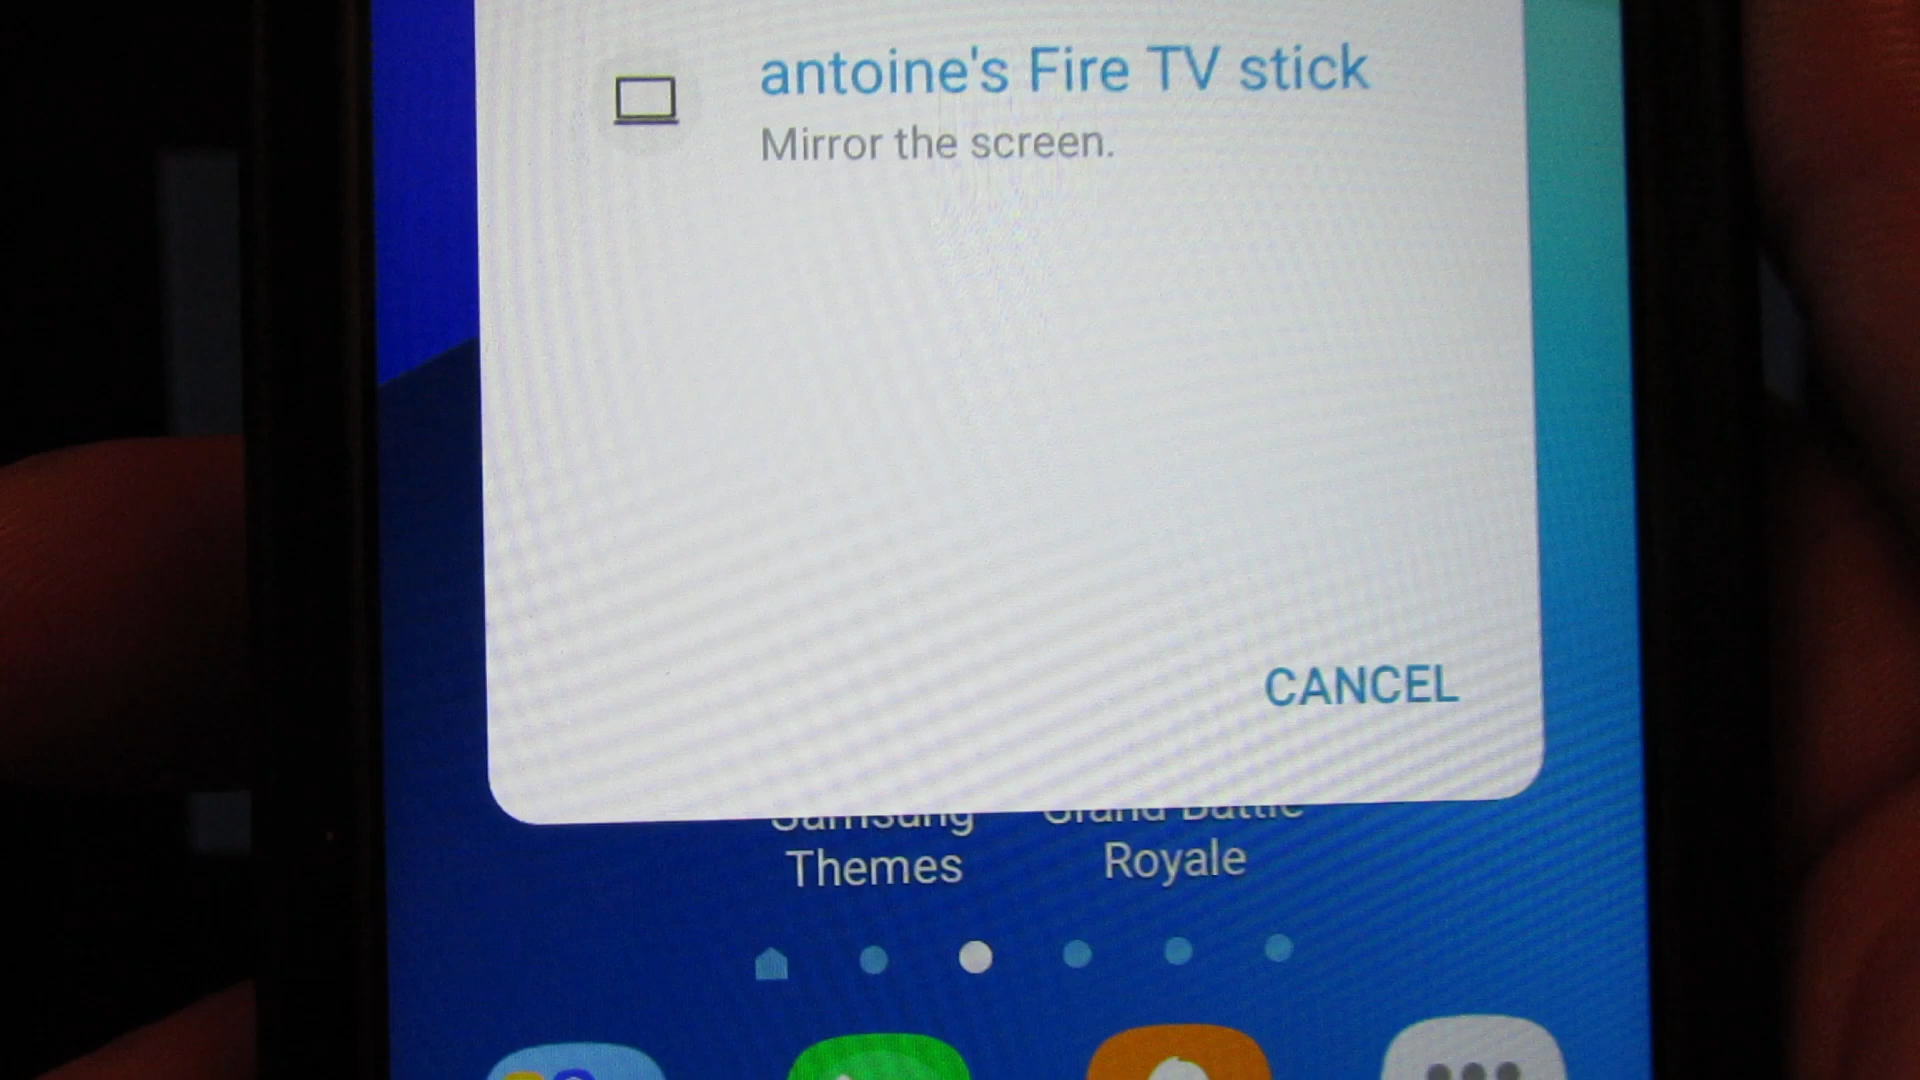 antoine's Fire TV stick
Mirror the screen.
CANCEL
Samsung Grand Battle
Themes Royale